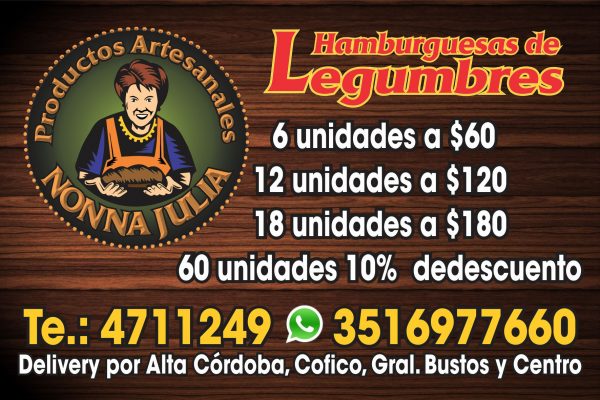 Productos Artesanales
NONNA JULIA
Hamburguesas de
Legumbres
6 unidades a $60
12 unidades a $120
18 unidades a $180
60 unidades 10% dedescuento
Te.: 4711249 3516977660
Delivery por Alta Córdoba, Cofico, Gral. Bustos y Centro